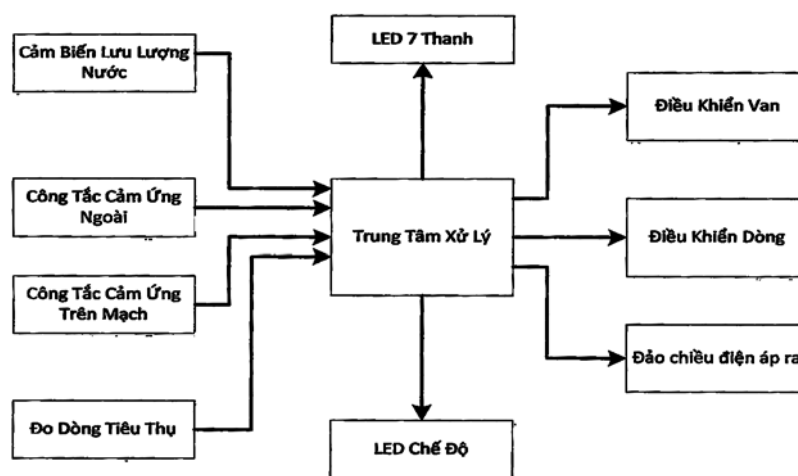 Cảm Biến Lưu Lượng
Nước
Công Tắc Cảm Ứng
Ngoài
Công Tắc Cảm Ứng
Trên Mạch
Đo Dòng Tiêu Thụ
LED 7 Thanh
Trung Tâm Xử Lý
LED Chế Độ
Điều Khiển Van
Điều Khiển Dòng
Đảo chiều điện áp ra